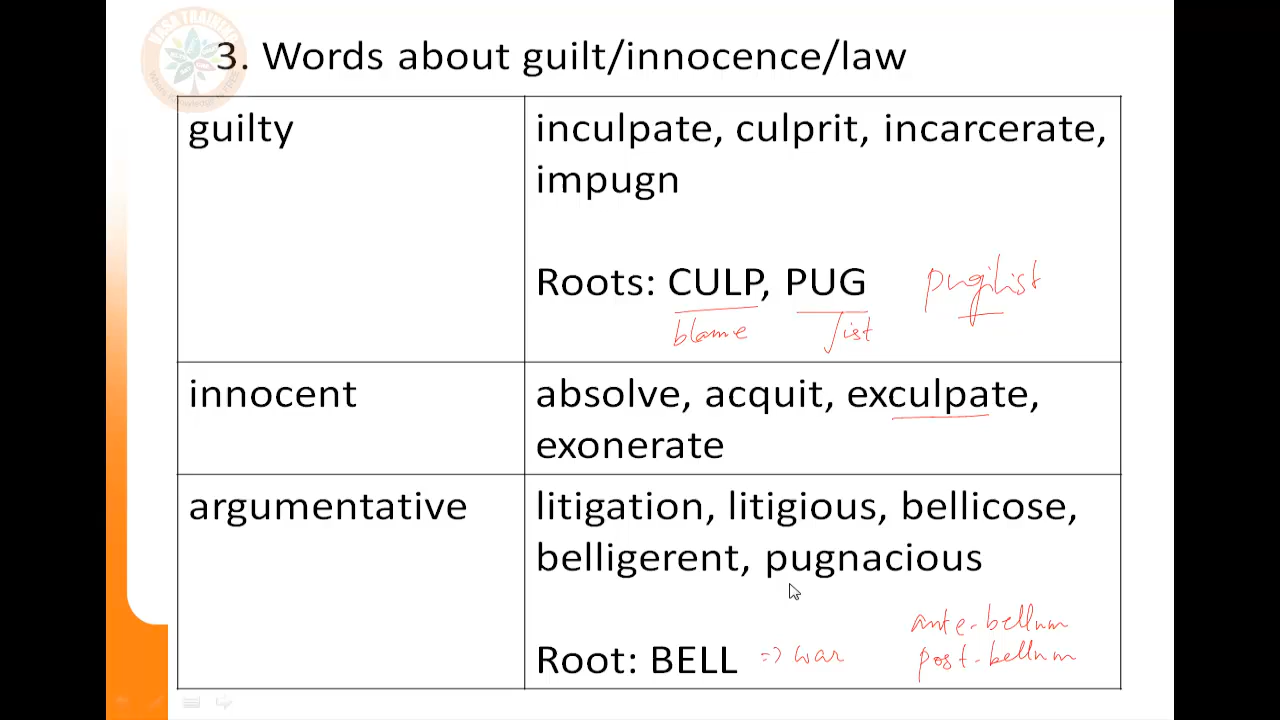 3. Words about guilt/innocence/law
guilty
inculpate, culprit, incarcerate,
impugn
Roots: CULP, PUG
pugilist
blame
fist
innocent
absolve, acquit, exculpate,
exonerate
argumentative
litigation, litigious, bellicose,
belligerent, pugnacious
ante-bellum
Root: BELL => war
post-bellum